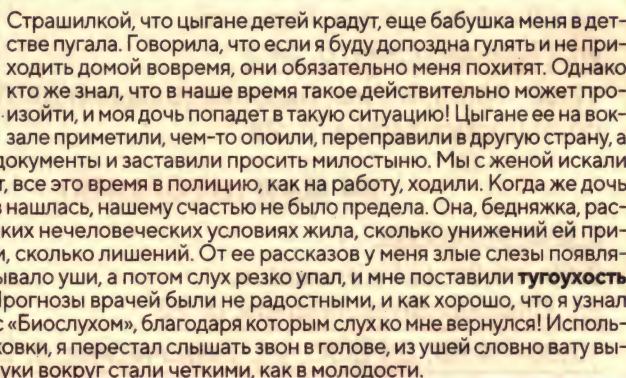 Страшилкой, что цыгане детей крадут, еще бабушка меня в дет-
стве пугала. Говорила, что если я буду допоздна гулять и не при-
ходить домой вовремя, они обязательно меня похитят. Однако
кто же знал, что в наше время такое действительно может про-
изойти, и моя дочь попадет в такую ситуацию! Цыгане ее на вок-
зале приметили, чем-то опоили, переправили в другую страну, а
документы и заставили просить милостыню. Мы с женой искали
все это время в полицию, как на работу, ходили. Когда же дочь
нашлась, нашему счастью не было предела. Она, бедняжка, рас-
ких нечеловеческих условиях жила, сколько унижений ей при-
сколько лишений. От ее рассказов у меня злые слезы появля-
ывало уши, а потом слух резко упал, и мне поставили тугоухость
Прогнозы врачей были не радостными, и как хорошо, что я узнал
с «Биослухом», благодаря которым слух ко мне вернулся! Исполь-
ковки, я перестал слышать звон в голове, из ушей словно вату вы-
уки вокруг стали четкими, как в молодости.